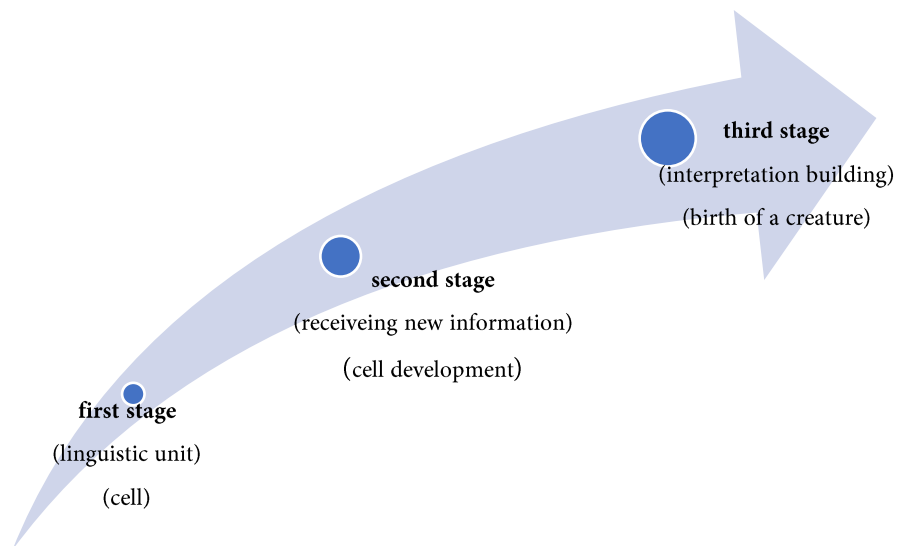 third stage
(interpretation building)
(birth of a creature)
second stage
(receiveing new information)
(cell development)
first stage
(linguistic unit)
(cell)